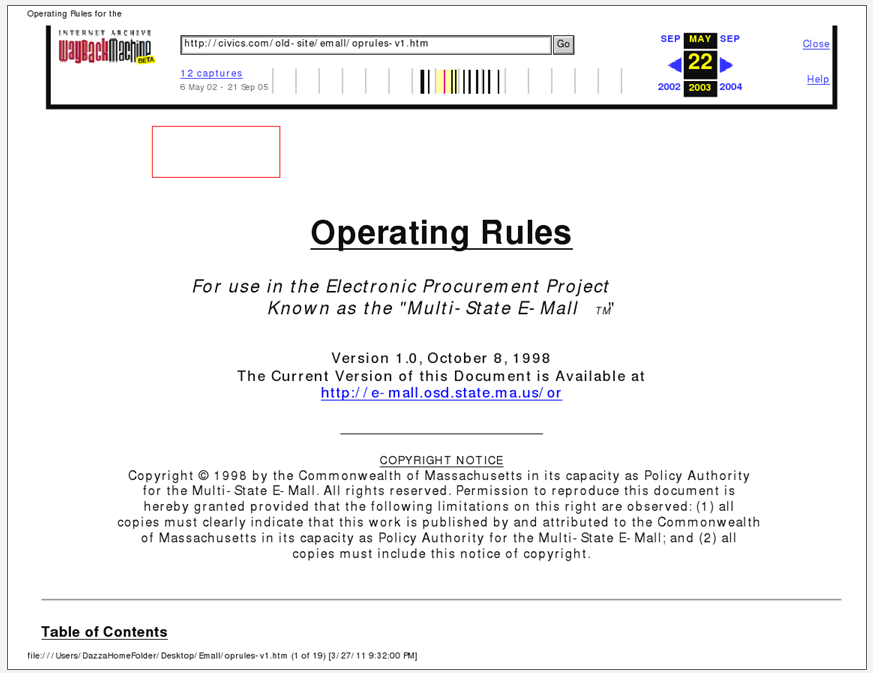 Operating Rules for the
INTERNET ARCHIVE
WayBackMachine
BETA
http://civics.com/old-site/emall/oprules-v1.htm Go
SEP MAY SEP
Close
12 captures
22
Help
6 May 02 - 21 Sep 05
2002 2003 2004
Operating Rules
For use in the Electronic Procurement Project
Known as the "Multi-State E-Mall TM"
Version 1.0, October 8, 1998
The Current Version of this Document is Available at
http://e-mall.osd.state.ma.us/or
COPYRIGHT NOTICE
Copyright © 1998 by the Commonwealth of Massachusetts in its capacity as Policy Authority
for the Multi-State E-Mall. All rights reserved. Permission to reproduce this document is
hereby granted provided that the following limitations on this right are observed: (1) all
copies must clearly indicate that this work is published by and attributed to the Commonwealth
of Massachusetts in its capacity as Policy Authority for the Multi-State E-Mall; and (2) all
copies must include this notice of copyright.
Table of Contents
file:///Users/DazzaHomeFolder/Desktop/Emall/oprules-v1.htm (1 of 19) [3/27/11 9:32:00 PM]